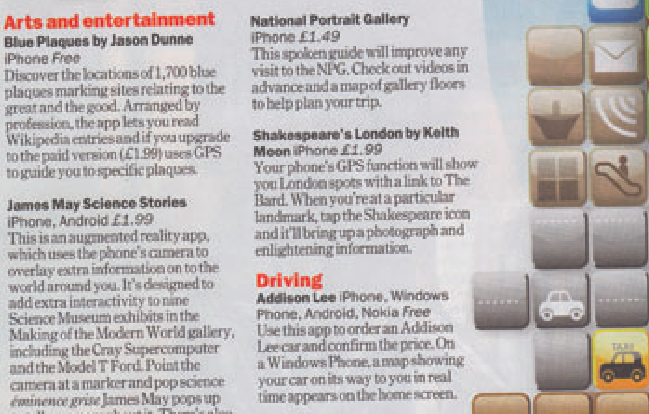 Arts and entertainment
Blue Plaques by Jason Dunne
iPhone Free
Discover the locations of 1,700 blue
plaques marking sites relating to the
great and the good. Arranged by
profession, the app lets you read
Wikipedia entries and if you upgrade
to the paid version (£1.99) uses GPS
to guide you to specific plaques.
James May Science Stories
iPhone, Android £1.99
This is an augmented reality app,
which uses the phone's camera to
overlay extra information on to the
world around you. It's designed to
add extra interactivity to nine
Science Museum exhibits in the
Making of the Modern World gallery,
including the Cray Supercomputer
and the Model T Ford. Point the
camera at a marker and pop science
éminence grise James May pops up
National Portrait Gallery
iPhone £1.49
This spoken guide will improve any
visit to the NPG. Check out videos in
advance and a map of gallery floors
to help plan your trip.
Shakespeare's London by Keith
Moon iPhone £1.99
Your phone's GPS function will show
you London spots with a link to The
Bard. When you're at a particular
landmark, tap the Shakespeare icon
and it'll bring up a photograph and
enlightening information.
Driving
Addison Lee iPhone, Windows
Phone, Android, Nokia Free
Use this app to order an Addison
Lee car and confirm the price. On
a Windows Phone, a map showing
your car on its way to you in real
time appears on the home screen.
TAXI